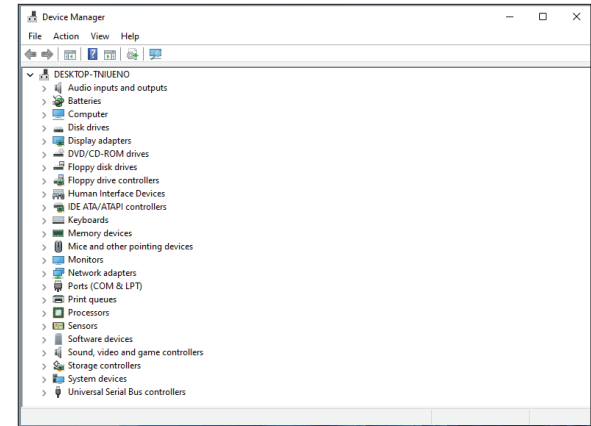 Device Manager
File Action View Help
DESKTOP-TNIUENO
Audio inputs and outputs
Batteries
Computer
Disk drives
Display adapters
DVD/CD-ROM drives
Floppy disk drives
Floppy drive controllers
Human Interface Devices
IDE ATA/ATAPI controllers
Keyboards
Memory devices
Mice and other pointing devices
Monitors
Network adapters
Ports (COM & LPT)
Print queues
Processors
Sensors
Software devices
Sound, video and game controllers
Storage controllers
System devices
Universal Serial Bus controllers